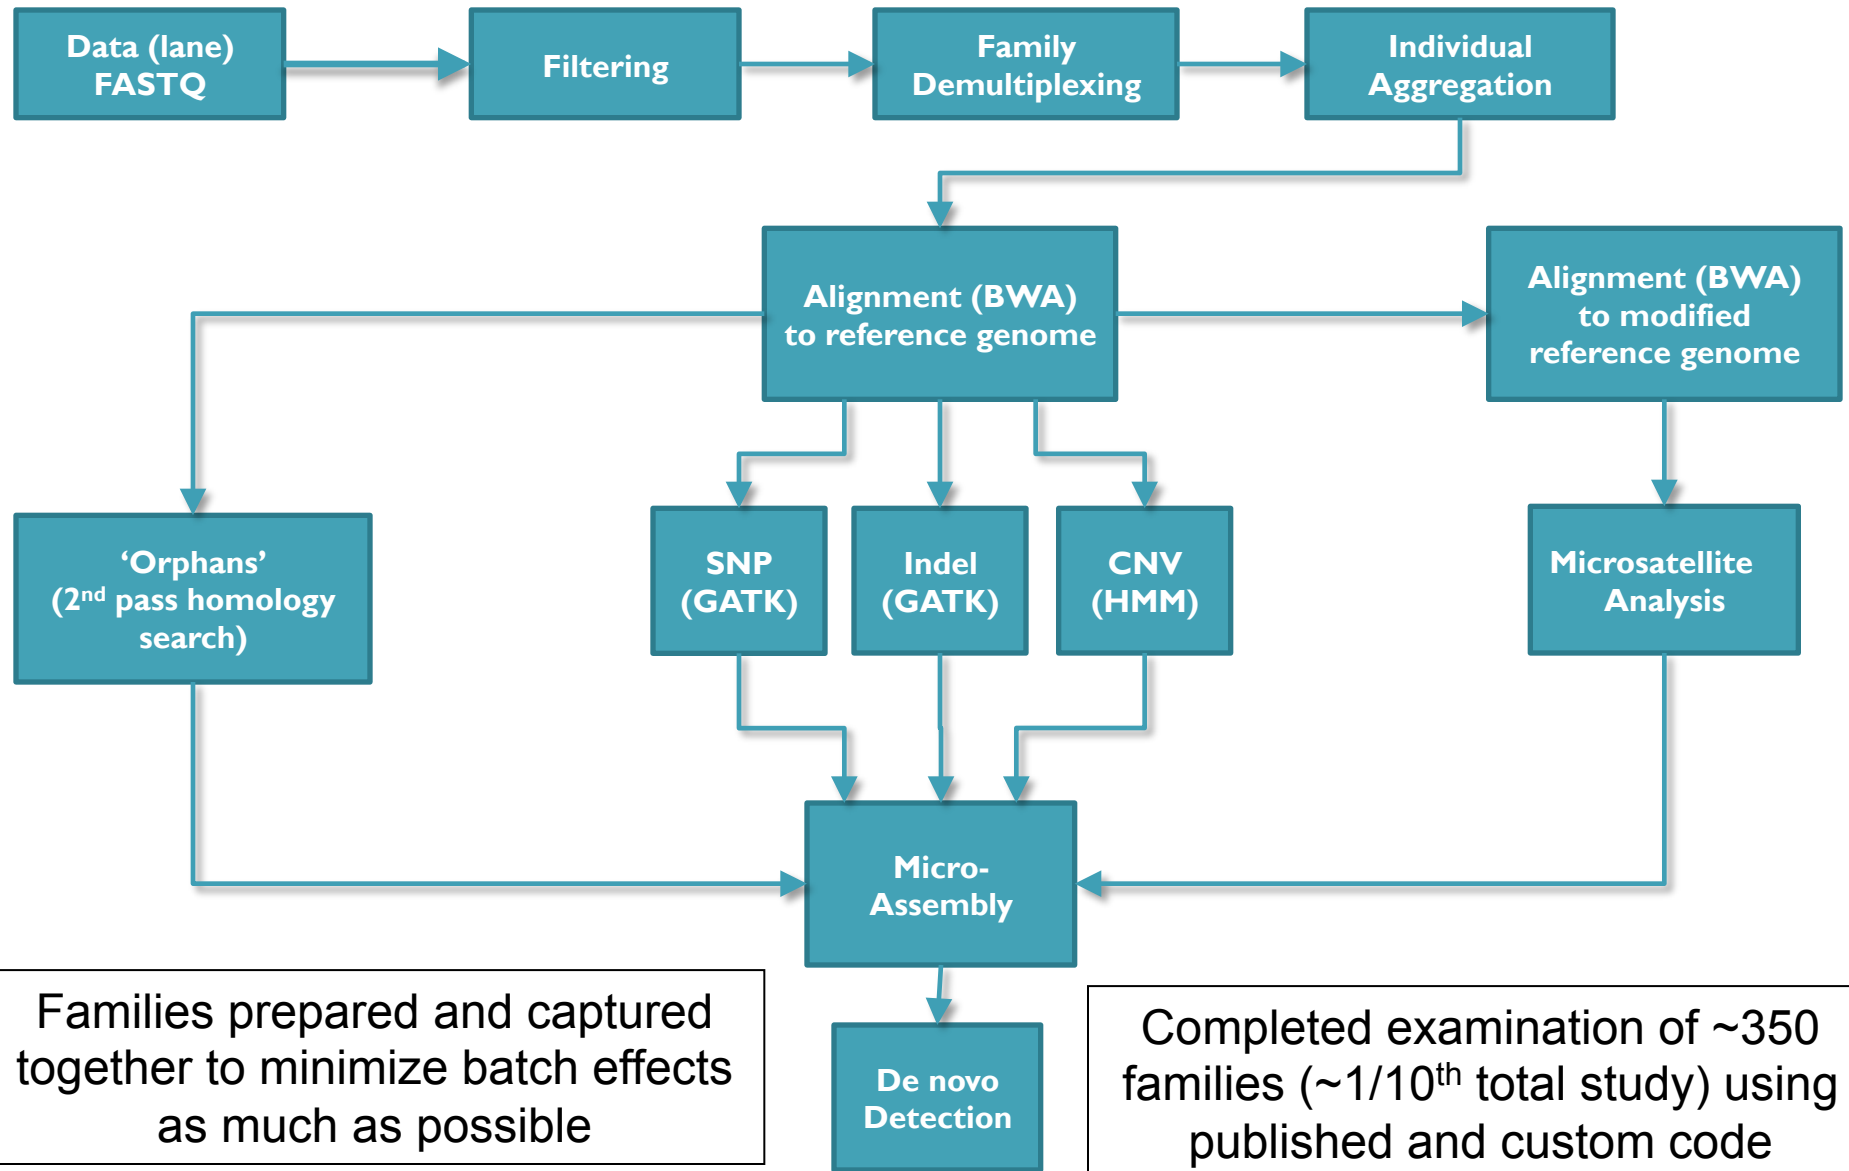 Data (lane)
FASTQ
Filtering
Family
Demultiplexing
Individual
Aggregation
Alignment (BWA)
to reference genome
Alignment (BWA)
to modified
reference genome
‘Orphans’
(2nd pass homology
search)
SNP
(GATK)
Indel
(GATK)
CNV
(HMM)
Microsatellite
Analysis
Micro-
Assembly
De novo
Detection
Families prepared and captured
together to minimize batch effects
as much as possible
Completed examination of ~350
families (~1/10th total study) using
published and custom code